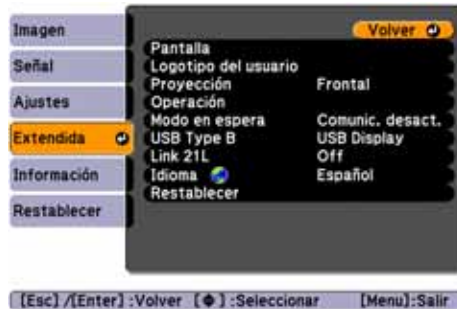 Imagen
Señal
Ajustes
Extendida
Información
Restablecer
Volver
Pantalla
Logotipo del usuario
Proyección Frontal
Operación
Modo en espera Comunic. desact.
USB Type B USB Display
Link 21L Off
Idioma Español
Restablecer
[Esc] /[Enter] :Volver [◆] :Seleccionar [Menu]:Salir